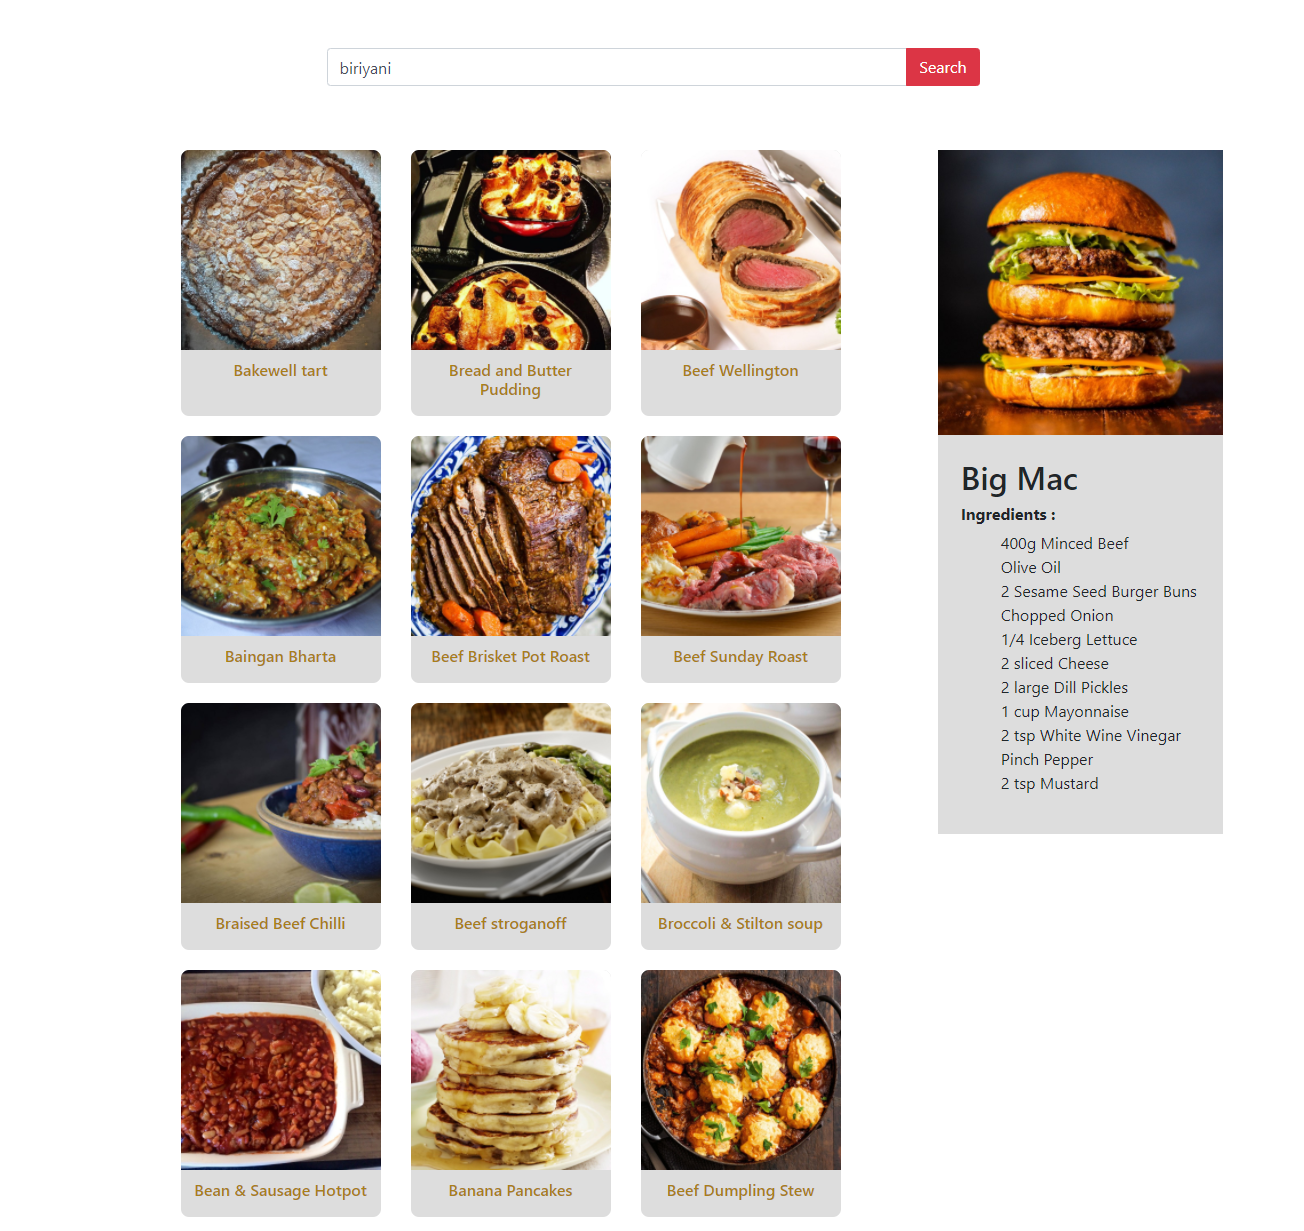 biriyani
Search
Bakewell tart
Bread and Butter
Pudding
Beef Wellington
Baingan Bharta
Beef Brisket Pot Roast
Beef Sunday Roast
Braised Beef Chilli
Beef stroganoff
Broccoli & Stilton soup
Bean & Sausage Hotpot
Banana Pancakes
Beef Dumpling Stew
Big Mac
Ingredients :
400g Minced Beef
Olive Oil
2 Sesame Seed Burger Buns
Chopped Onion
1/4 Iceberg Lettuce
2 sliced Cheese
2 large Dill Pickles
1 cup Mayonnaise
2 tsp White Wine Vinegar
Pinch Pepper
2 tsp Mustard